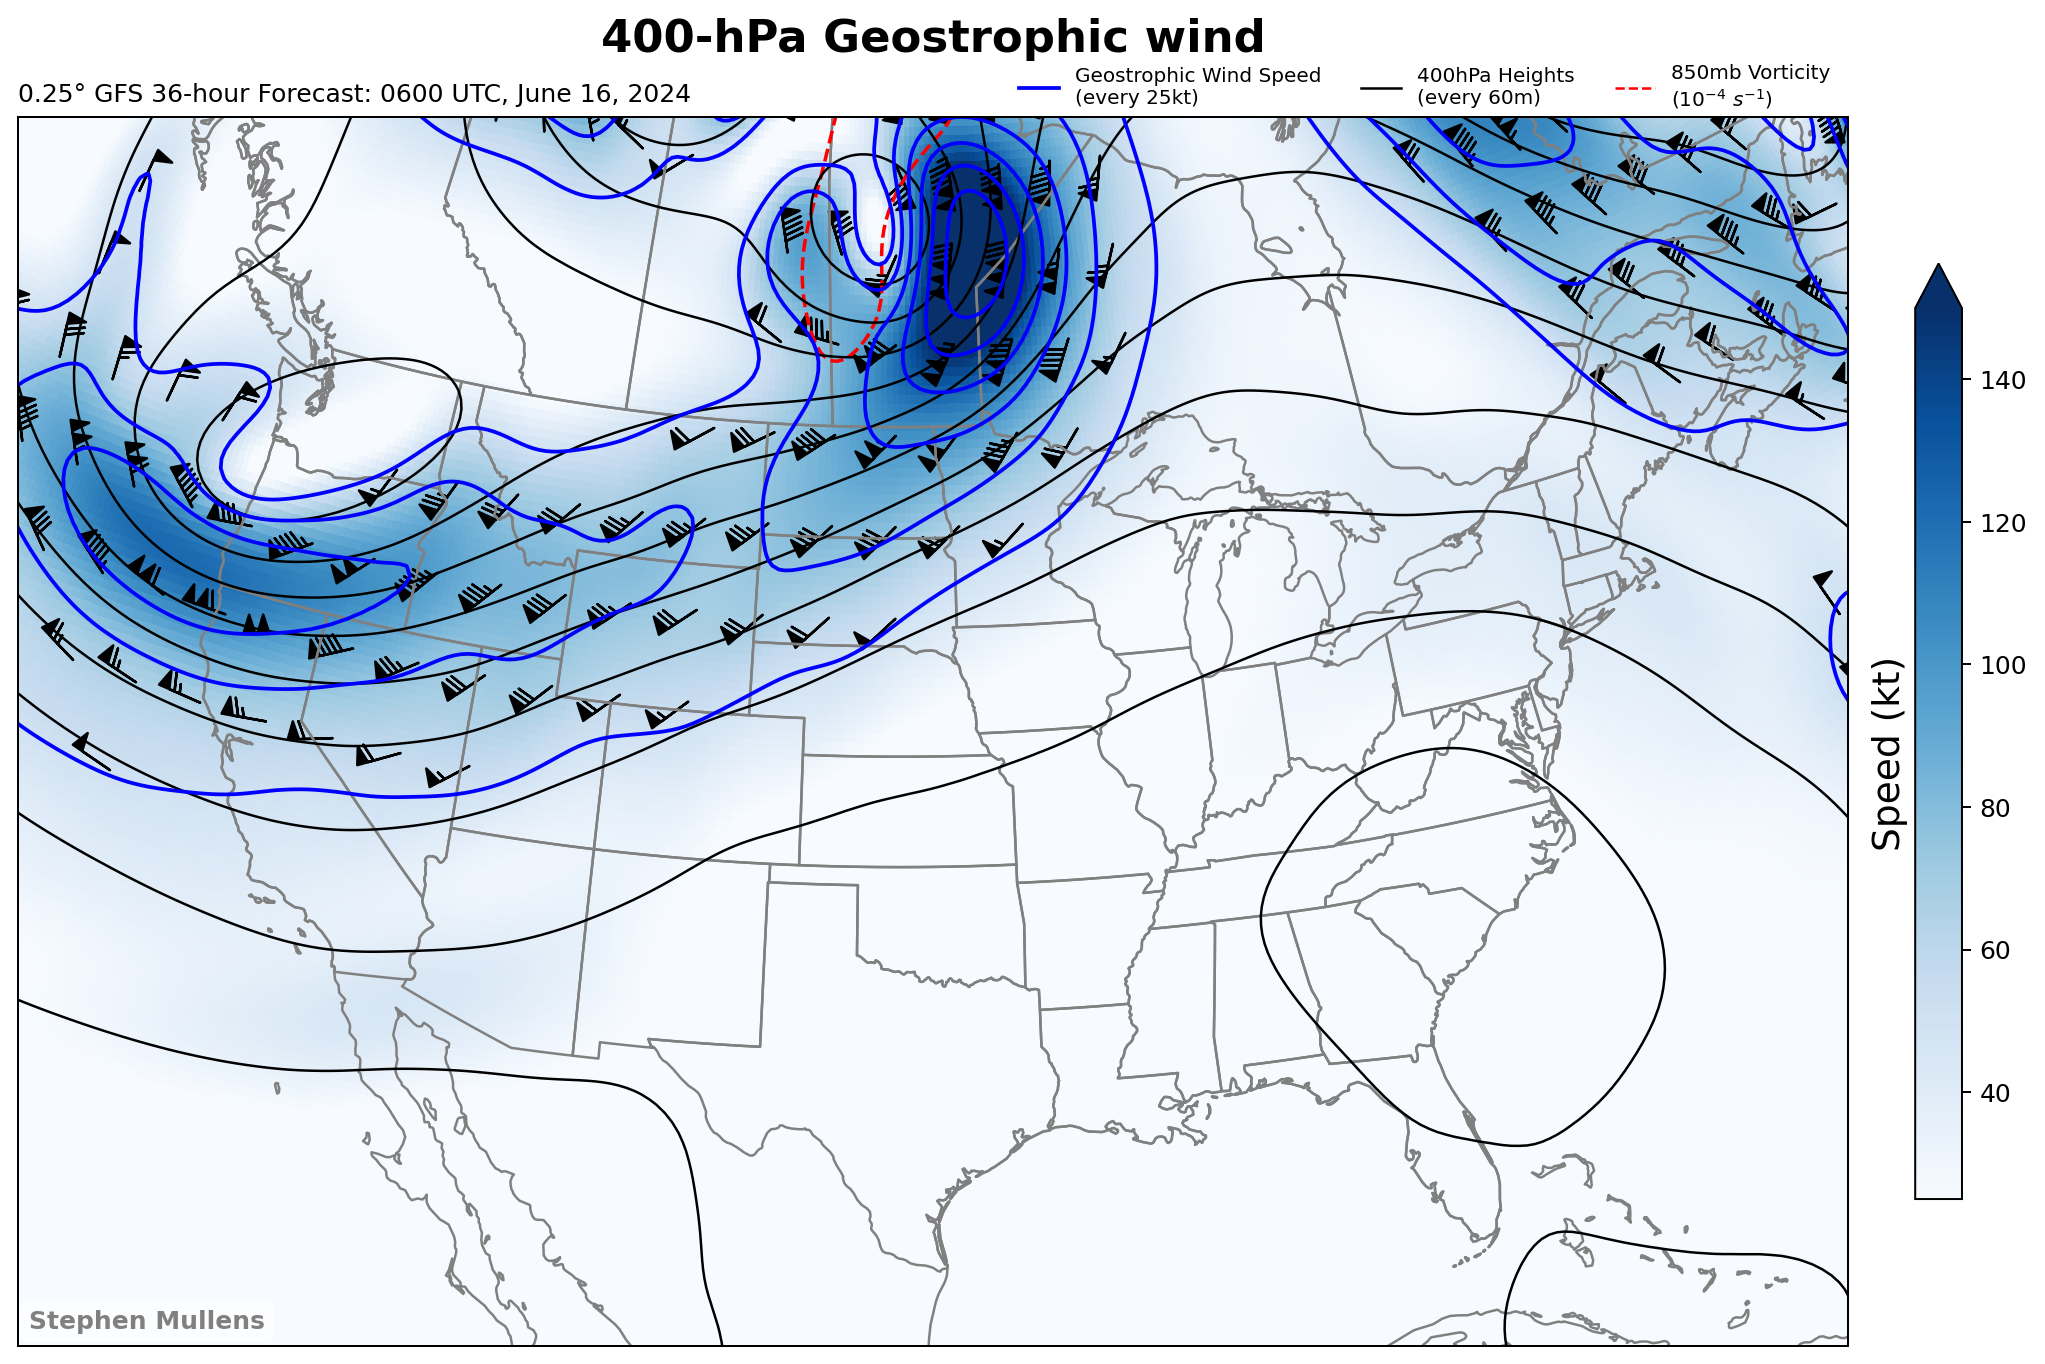 400-hPa Geostrophic wind
0.25° GFS 36-hour Forecast: 0600 UTC, June 16, 2024
Geostrophic Wind Speed
(every 25kt)
400hPa Heights
(every 60m)
850mb Vorticity
(10⁻⁴ s⁻¹)
140
120
100
80
60
40
Speed (kt)
Stephen Mullens